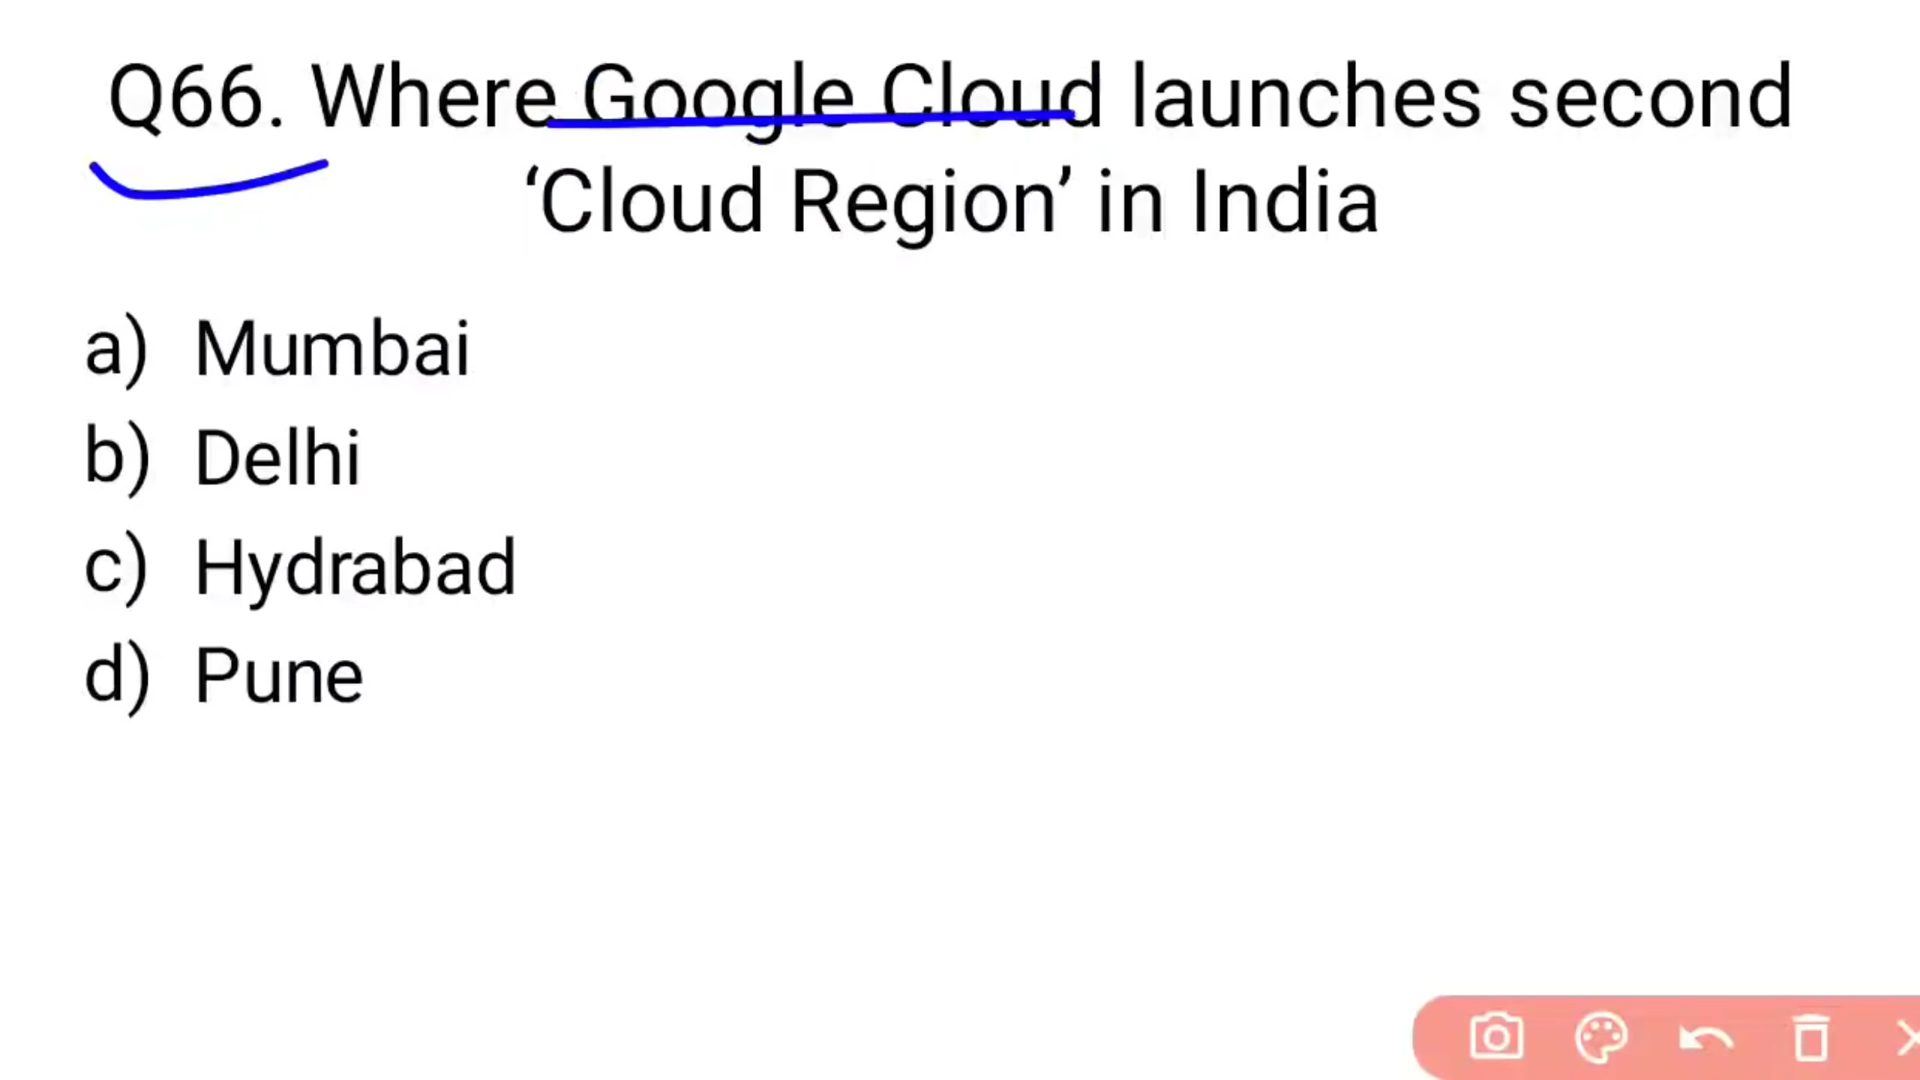 Q66. Where Google Cloud launches second
‘Cloud Region’ in India
a) Mumbai
b) Delhi
c) Hydrabad
d) Pune